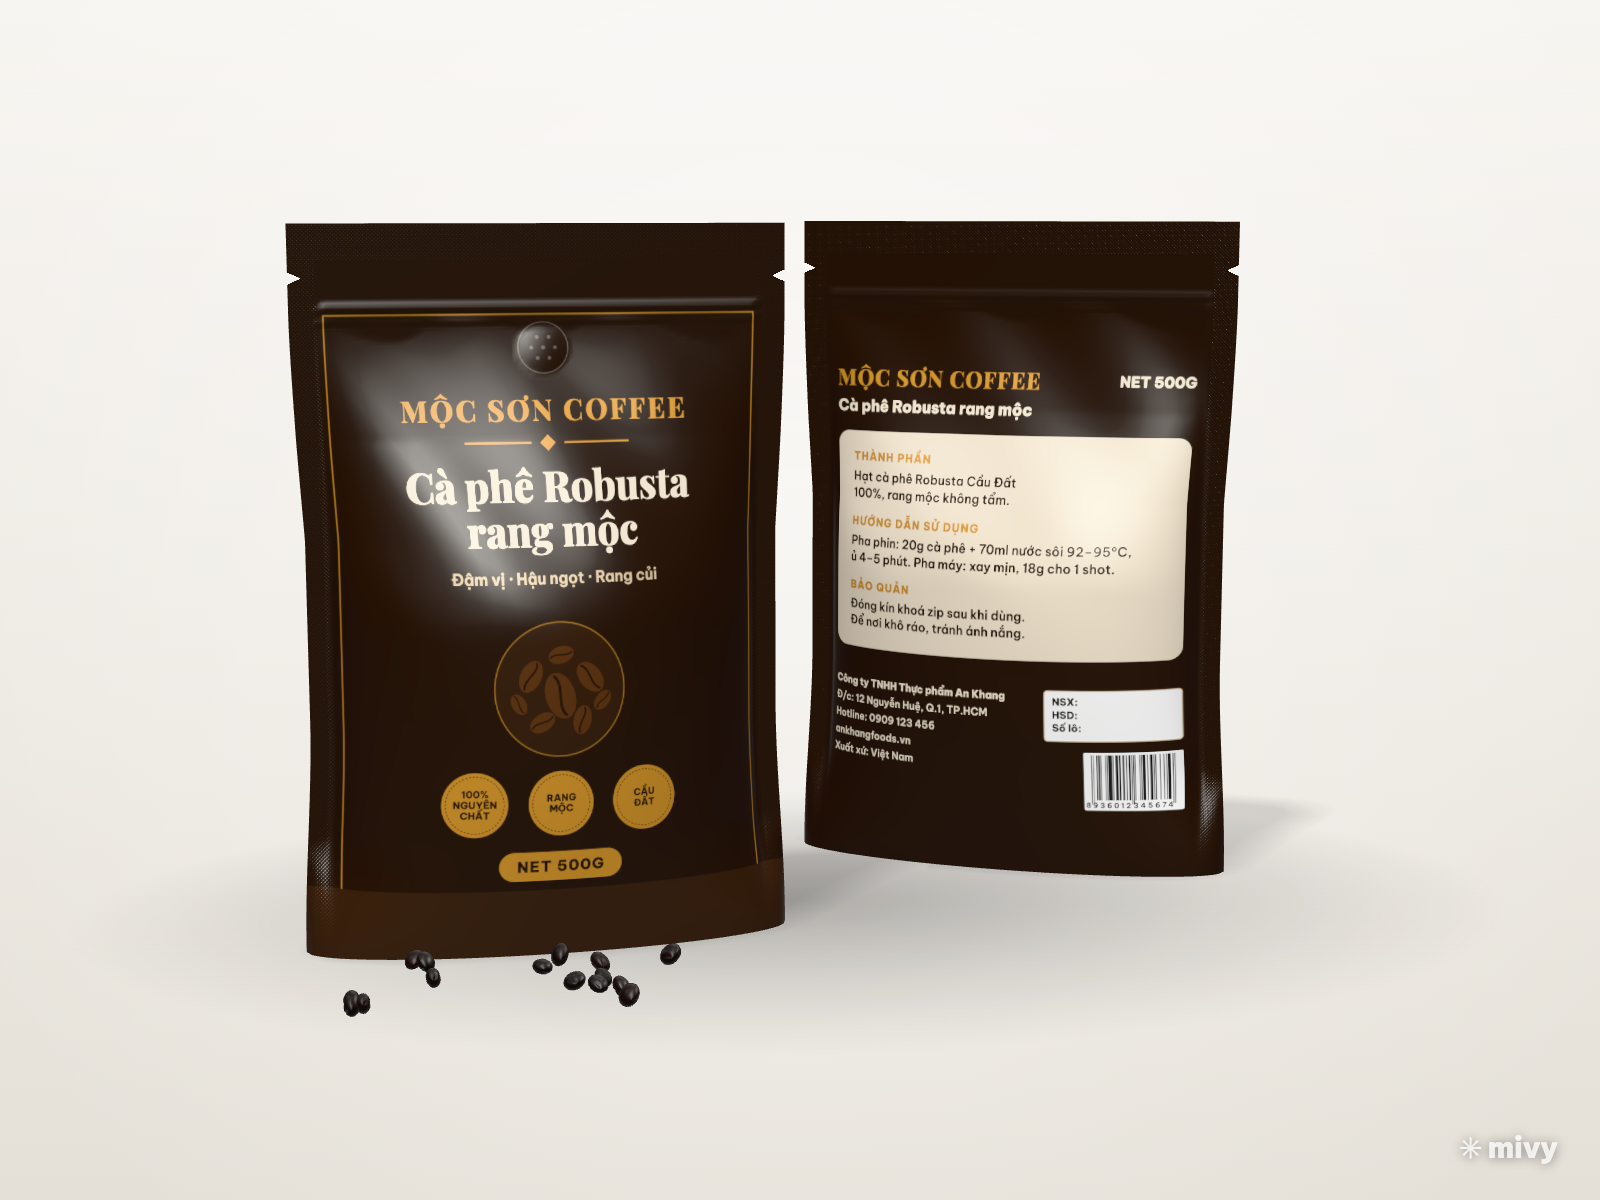 MỘC SƠN COFFEE
Cà phê Robusta
rang mộc
Đậm vị · Hậu ngọt · Rang củi
100%
NGUYÊN
CHẤT
RANG
MỘC
CẦU
ĐẤT
NET 500G
MỘC SƠN COFFEE
NET 500G
Cà phê Robusta rang mộc
THÀNH PHẦN
Hạt cà phê Robusta Cầu Đất
100%, rang mộc không tẩm.
HƯỚNG DẪN SỬ DỤNG
Pha phin: 20g cà phê + 70ml nước sôi 92–95°C,
ủ 4–5 phút. Pha máy: xay mịn, 18g cho 1 shot.
BẢO QUẢN
Đóng kín khoá zip sau khi dùng.
Để nơi khô ráo, tránh ánh nắng.
Công ty TNHH Thực phẩm An Khang
Đ/c: 12 Nguyễn Huệ, Q.1, TP.HCM
Hotline: 0909 123 456
ankhangfoods.vn
Xuất xứ: Việt Nam
NSX:
HSD:
Số lô:
8936012345674
mivy